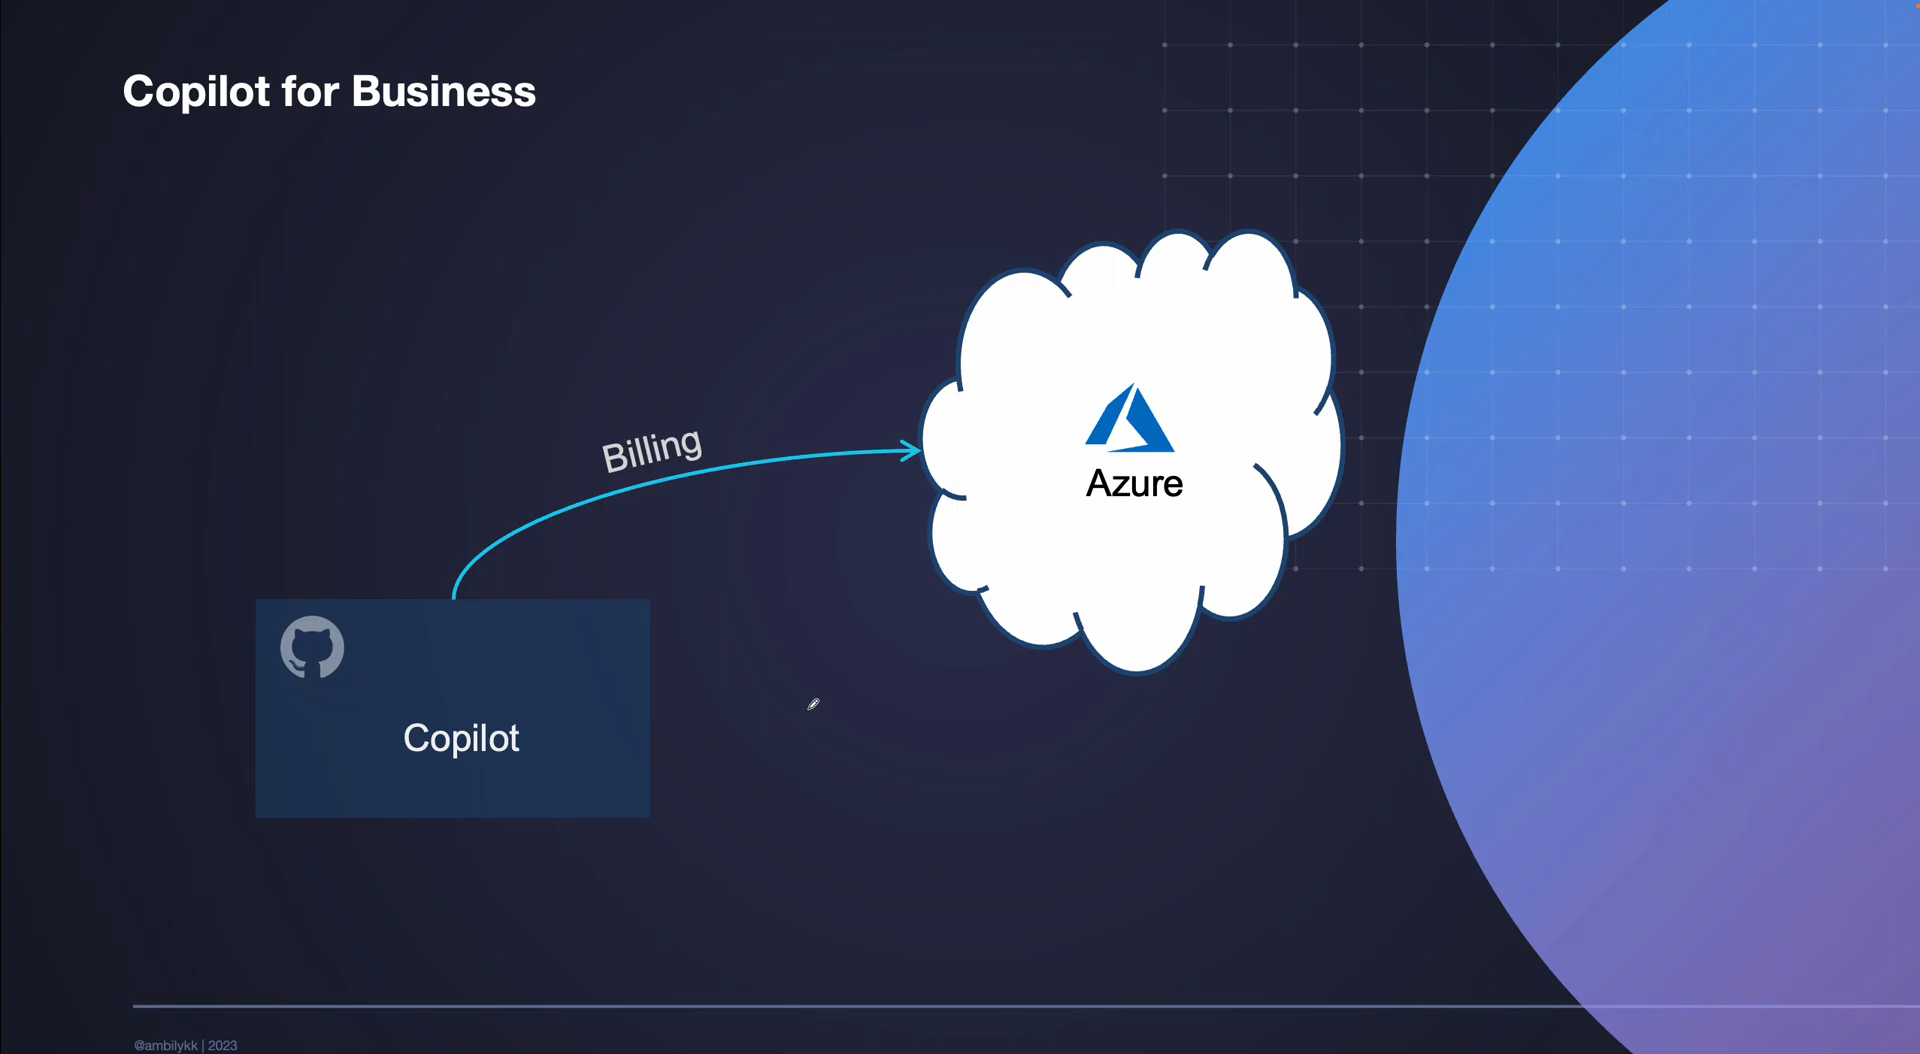 Copilot for Business
Billing
Azure
Copilot
@ambilykk | 2023